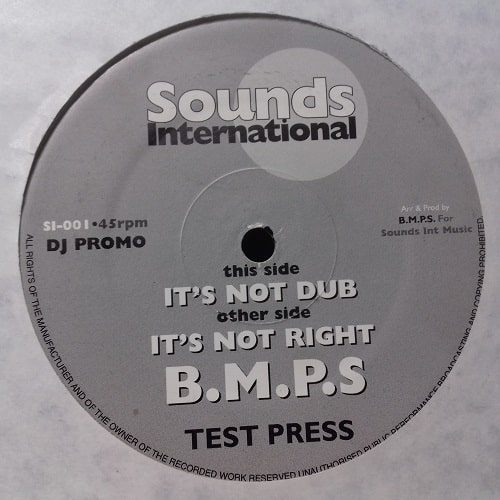 Sounds
International
SI-001•45rpm
DJ PROMO
Arr & Prod by
B.M.P.S. For
Sounds Int Music
this side
IT'S NOT DUB
other side
IT'S NOT RIGHT
B.M.P.S
TEST PRESS
ALL RIGHTS OF THE MANUFACTURER AND OF THE OWNER OF THE RECORDED WORK RESERVED UNAUTHORISED PUBLIC PERFORMANCE BROADCASTING AND COPYING PROHIBITED